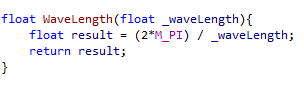 float WaveLength(float _waveLength){
    float result = (2*M_PI) / _waveLength;
    return result;
}